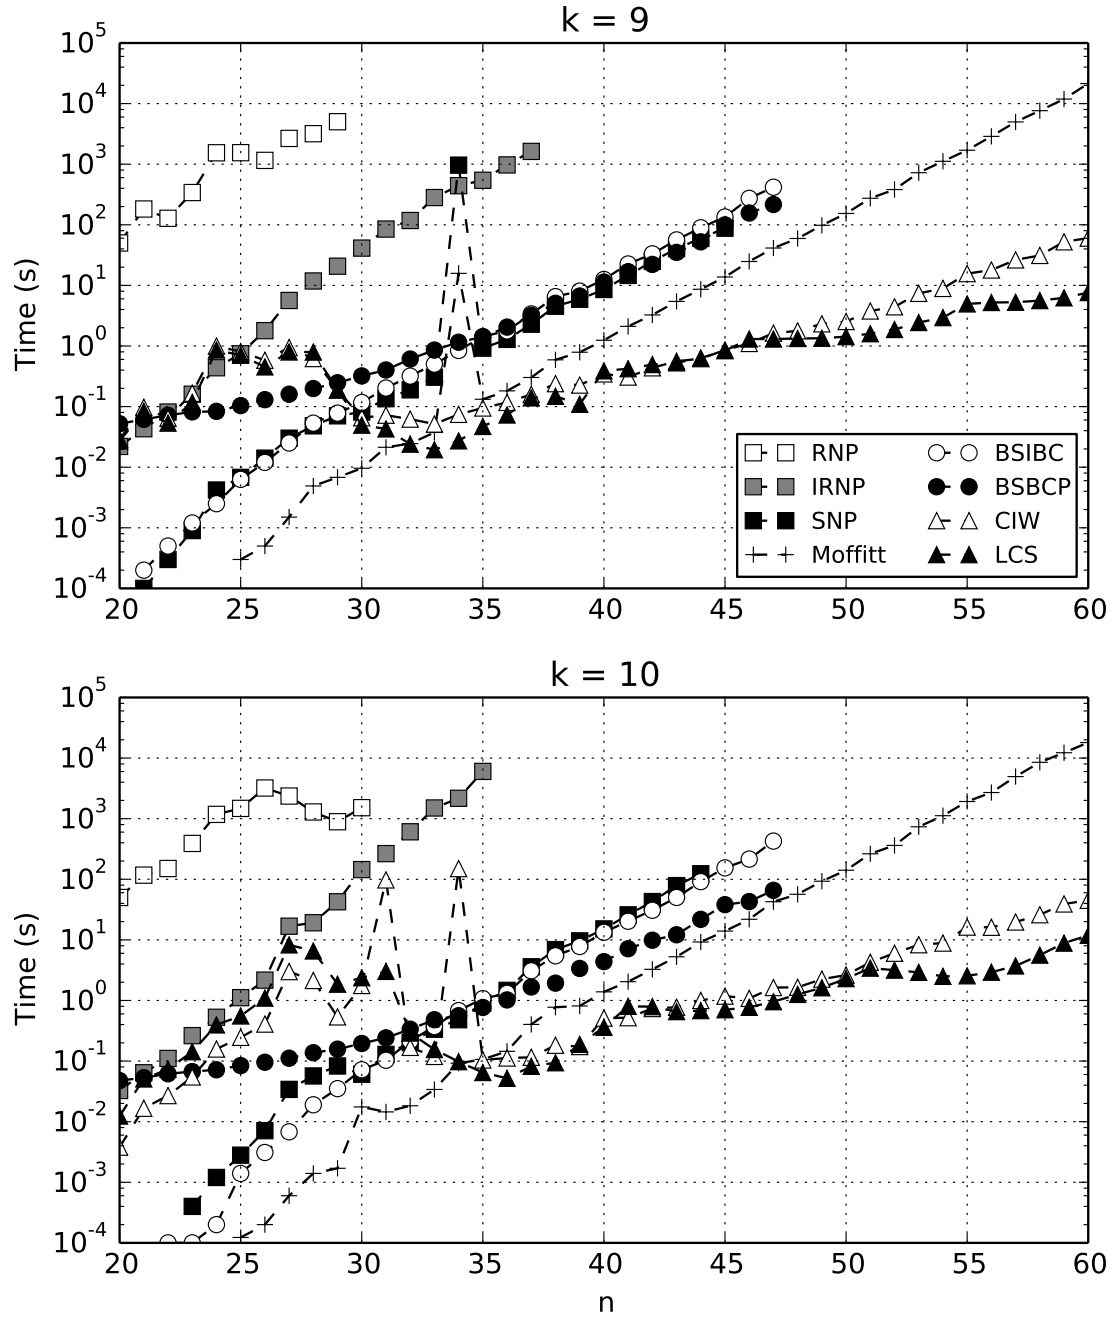 k = 9
10^5
10^4
10^3
10^2
10^1
10^0
10^-1
10^-2
10^-3
10^-4
Time (s)
RNP BSIBC
IRNP BSBCP
SNP CIW
Moffitt LCS
20 25 30 35 40 45 50 55 60
k = 10
10^5
10^4
10^3
10^2
10^1
10^0
10^-1
10^-2
10^-3
10^-4
Time (s)
20 25 30 35 40 45 50 55 60
n